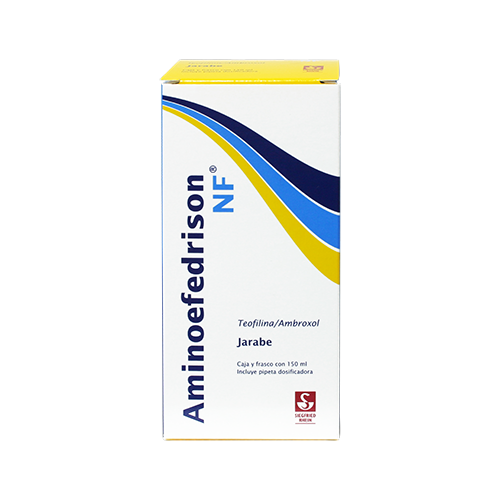 Aminoefedrison
NF®
Teofilina/Ambroxol
Jarabe
Caja y frasco con 150 ml
Incluye pipeta dosificadora
SIEGFRIED
RHEIN